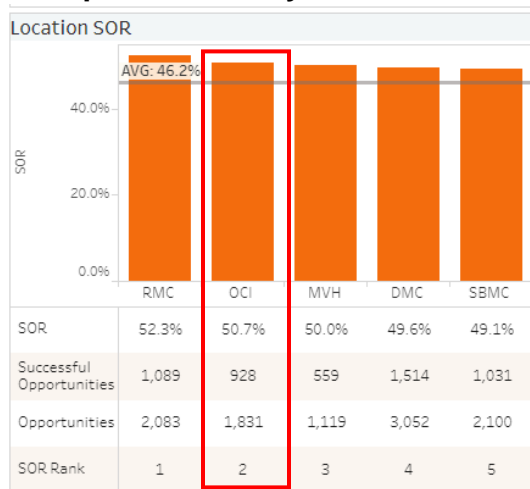 Location SOR
AVG: 46.2%
40.0%
SOR
20.0%
0.0%
RMC OCI MVH DMC SBMC
SOR 52.3% 50.7% 50.0% 49.6% 49.1%
Successful
Opportunities 1,089 928 559 1,514 1,031
Opportunities 2,083 1,831 1,119 3,052 2,100
SOR Rank 1 2 3 4 5